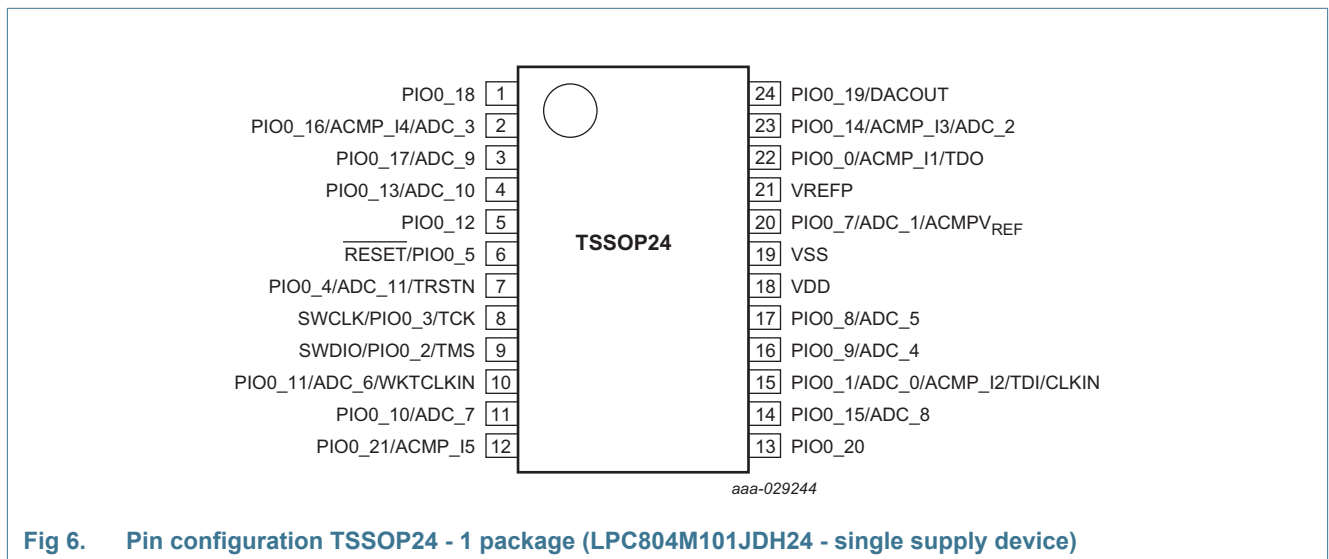 PIO0_18 1
PIO0_16/ACMP_I4/ADC_3 2
PIO0_17/ADC_9 3
PIO0_13/ADC_10 4
PIO0_12 5
RESET/PIO0_5 6
PIO0_4/ADC_11/TRSTN 7
SWCLK/PIO0_3/TCK 8
SWDIO/PIO0_2/TMS 9
PIO0_11/ADC_6/WKTCLKIN 10
PIO0_10/ADC_7 11
PIO0_21/ACMP_I5 12
TSSOP24
24 PIO0_19/DACOUT
23 PIO0_14/ACMP_I3/ADC_2
22 PIO0_0/ACMP_I1/TDO
21 VREFP
20 PIO0_7/ADC_1/ACMPVREF
19 VSS
18 VDD
17 PIO0_8/ADC_5
16 PIO0_9/ADC_4
15 PIO0_1/ADC_0/ACMP_I2/TDI/CLKIN
14 PIO0_15/ADC_8
13 PIO0_20
aaa-029244
Fig 6. Pin configuration TSSOP24 - 1 package (LPC804M101JDH24 - single supply device)